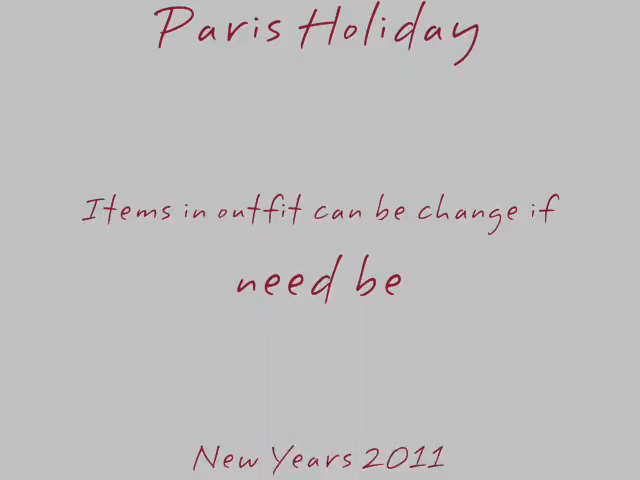 Paris Holiday
Items in outfit can be change if
need be
New Years 2011